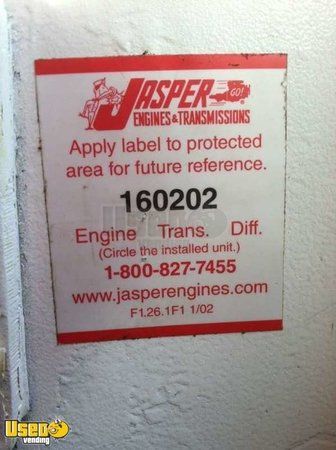 JASPER GO!
ENGINES & TRANSMISSIONS
Apply label to protected
area for future reference.
160202
Engine Trans. Diff.
(Circle the installed unit.)
1-800-827-7455
www.jasperengines.com
F1.26.1F1 1/02
Used
vending